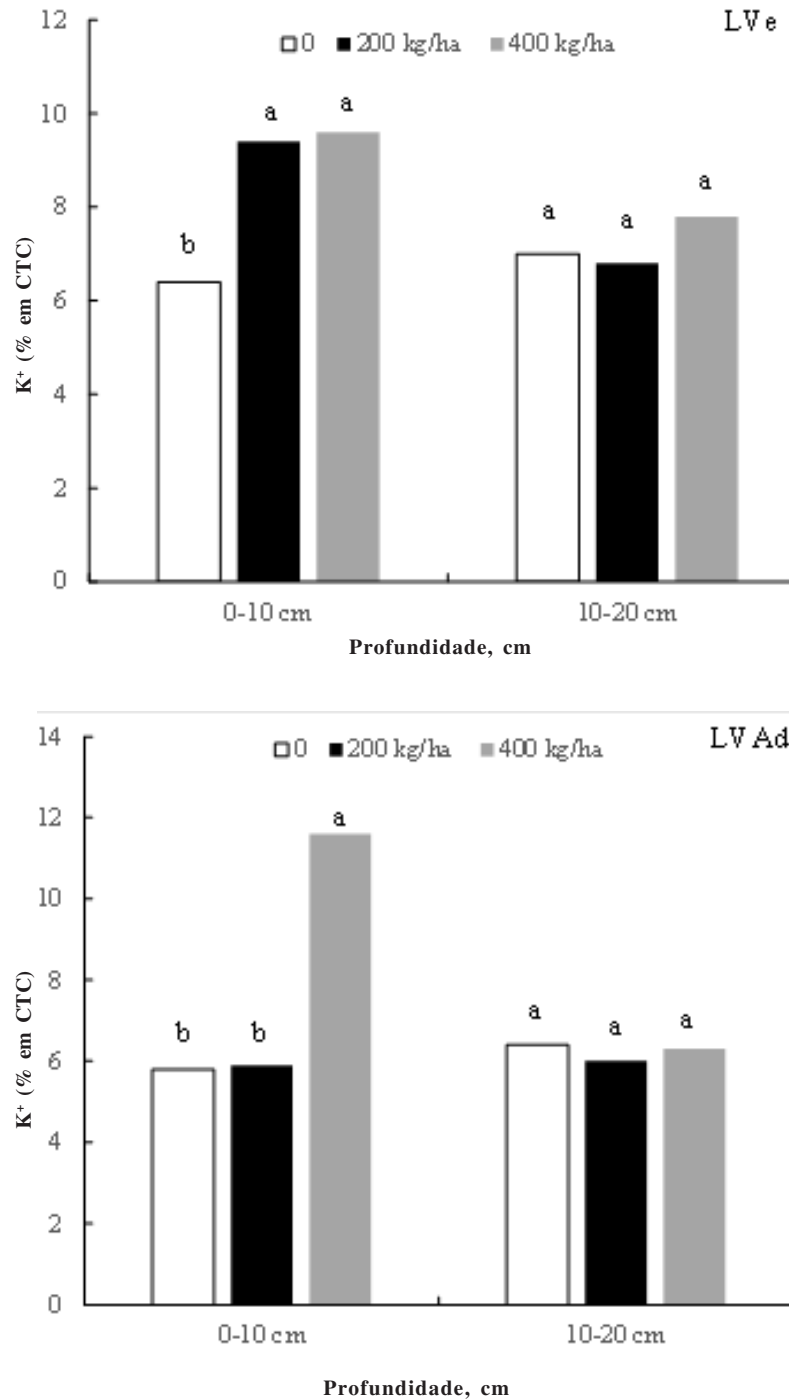 12
LVe
0 200 kg/ha 400 kg/ha
10
8
6
4
2
0
K+ (% em CTC)
b a a a a a
0-10 cm 10-20 cm
Profundidade, cm
14
LVAd
0 200 kg/ha 400 kg/ha
12
10
8
6
4
2
0
K+ (% em CTC)
b b a a a a
0-10 cm 10-20 cm
Profundidade, cm